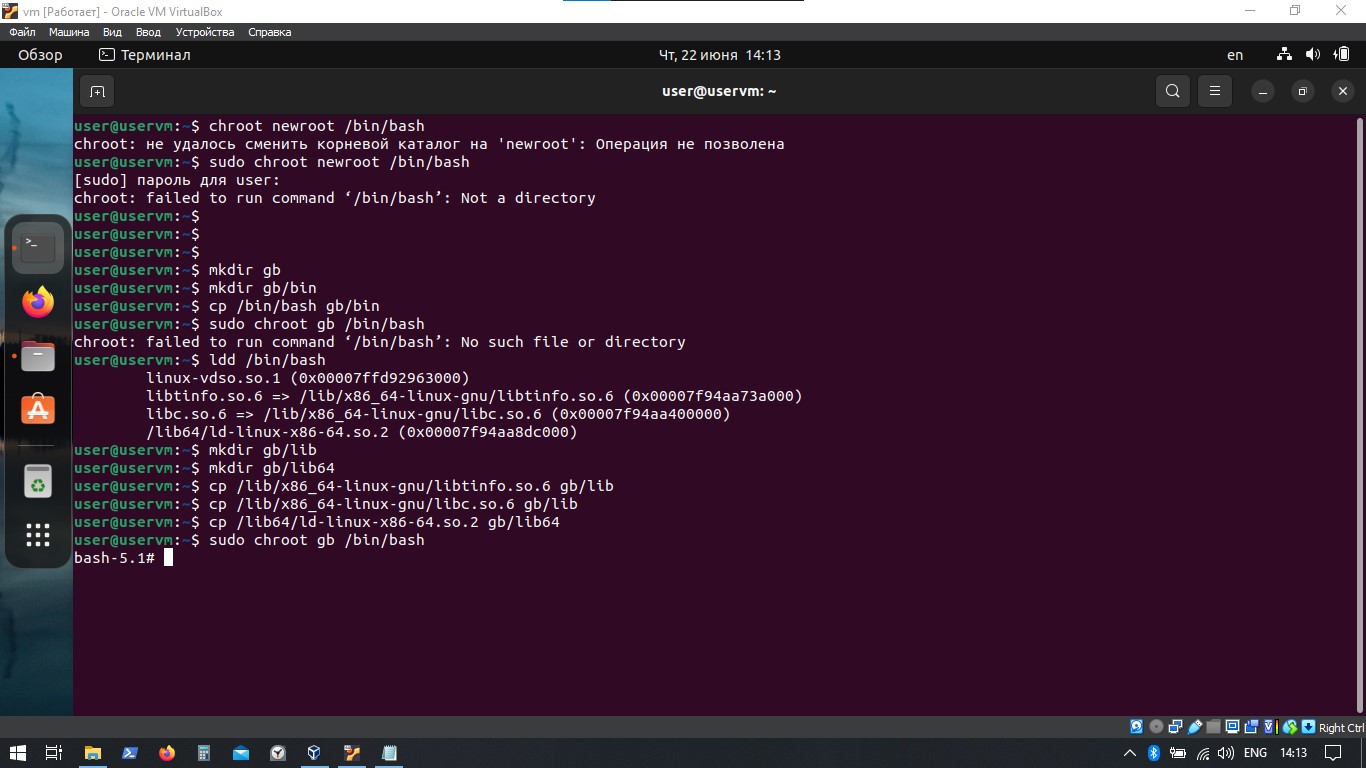 vm [Работает] - Oracle VM VirtualBox
Файл Машина Вид Ввод Устройства Справка
Обзор Терминал Чт, 22 июня 14:13 en
user@uservm: ~
user@uservm:~$ chroot newroot /bin/bash
chroot: не удалось сменить корневой каталог на 'newroot': Операция не позволена
user@uservm:~$ sudo chroot newroot /bin/bash
[sudo] пароль для user:
chroot: failed to run command ‘/bin/bash’: Not a directory
user@uservm:~$
user@uservm:~$
user@uservm:~$
user@uservm:~$ mkdir gb
user@uservm:~$ mkdir gb/bin
user@uservm:~$ cp /bin/bash gb/bin
user@uservm:~$ sudo chroot gb /bin/bash
chroot: failed to run command ‘/bin/bash’: No such file or directory
user@uservm:~$ ldd /bin/bash
linux-vdso.so.1 (0x00007ffd92963000)
libtinfo.so.6 => /lib/x86_64-linux-gnu/libtinfo.so.6 (0x00007f94aa73a000)
libc.so.6 => /lib/x86_64-linux-gnu/libc.so.6 (0x00007f94aa400000)
/lib64/ld-linux-x86-64.so.2 (0x00007f94aa8dc000)
user@uservm:~$ mkdir gb/lib
user@uservm:~$ mkdir gb/lib64
user@uservm:~$ cp /lib/x86_64-linux-gnu/libtinfo.so.6 gb/lib
user@uservm:~$ cp /lib/x86_64-linux-gnu/libc.so.6 gb/lib
user@uservm:~$ cp /lib64/ld-linux-x86-64.so.2 gb/lib64
user@uservm:~$ sudo chroot gb /bin/bash
bash-5.1#
Right Ctrl
ENG 14:13